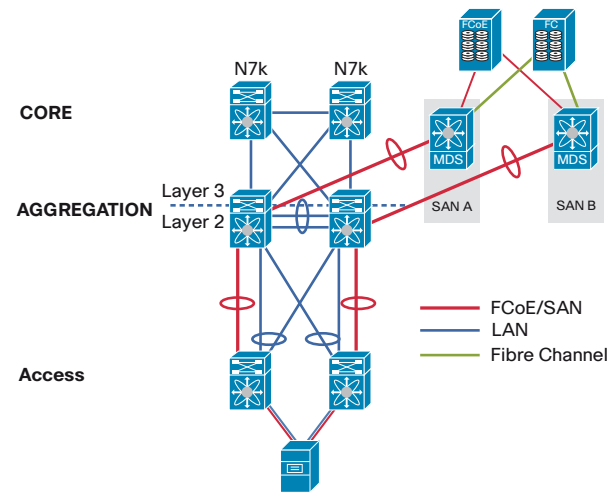 FCoE
FC
N7k
N7k
CORE
MDS
MDS
Layer 3
AGGREGATION
SAN A
SAN B
Layer 2
FCoE/SAN
LAN
Fibre Channel
Access